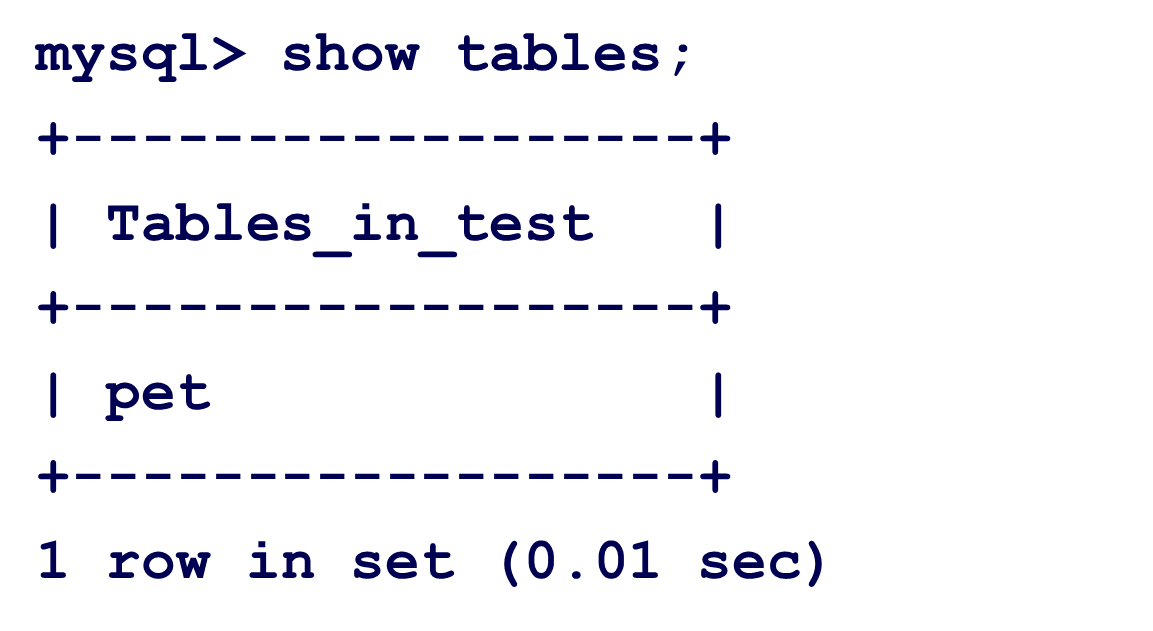 mysql> show tables;
+------------------+
| Tables_in_test   |
+------------------+
| pet              |
+------------------+
1 row in set (0.01 sec)